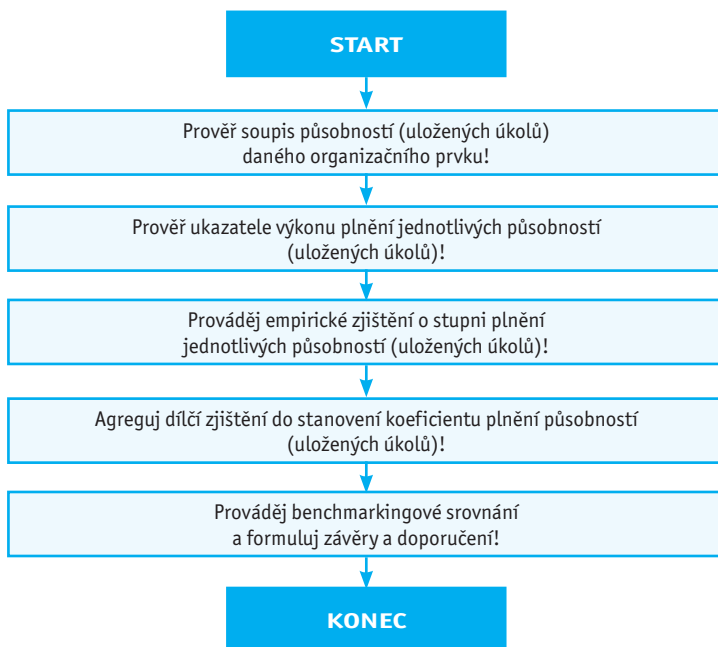 START
Prověř soupis působností (uložených úkolů)
daného organizačního prvku!
Prověř ukazatele výkonu plnění jednotlivých působností
(uložených úkolů)!
Prováděj empirické zjištění o stupni plnění
jednotlivých působností (uložených úkolů)!
Agreguj dílčí zjištění do stanovení koeficientu plnění působností
(uložených úkolů)!
Prováděj benchmarkingové srovnání
a formuluj závěry a doporučení!
KONEC